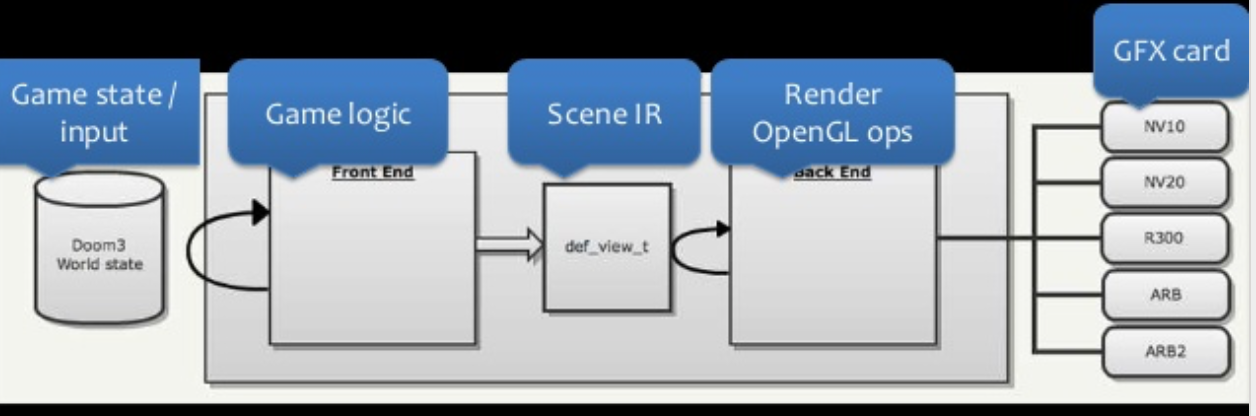 Game state /
input
Game logic
Scene IR
Render
OpenGL ops
GFX card
Doom3
World state
Front End
def_view_t
Back End
NV10
NV20
R300
ARB
ARB2